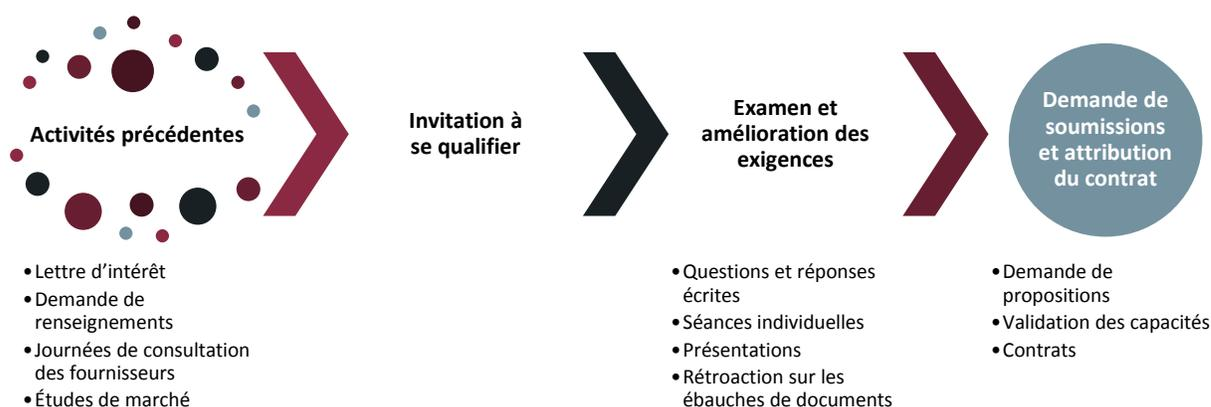 Activités précédentes
• Lettre d’intérêt
• Demande de
renseignements
• Journées de consultation
des fournisseurs
• Études de marché
Invitation à
se qualifier
Examen et
amélioration des
exigences
• Questions et réponses
écrites
• Séances individuelles
• Présentations
• Rétroaction sur les
ébauches de documents
Demande de
soumissions
et attribution
du contrat
• Demande de
propositions
• Validation des capacités
• Contrats